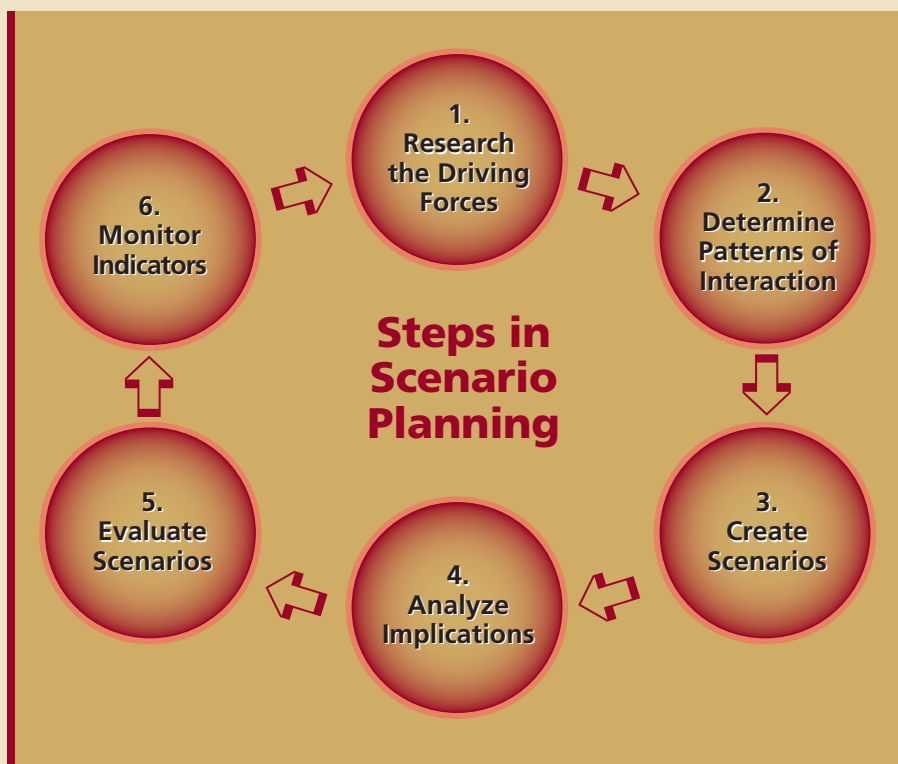 Steps in
Scenario
Planning
1.
Research
the Driving
Forces
2.
Determine
Patterns of
Interaction
3.
Create
Scenarios
4.
Analyze
Implications
5.
Evaluate
Scenarios
6.
Monitor
Indicators